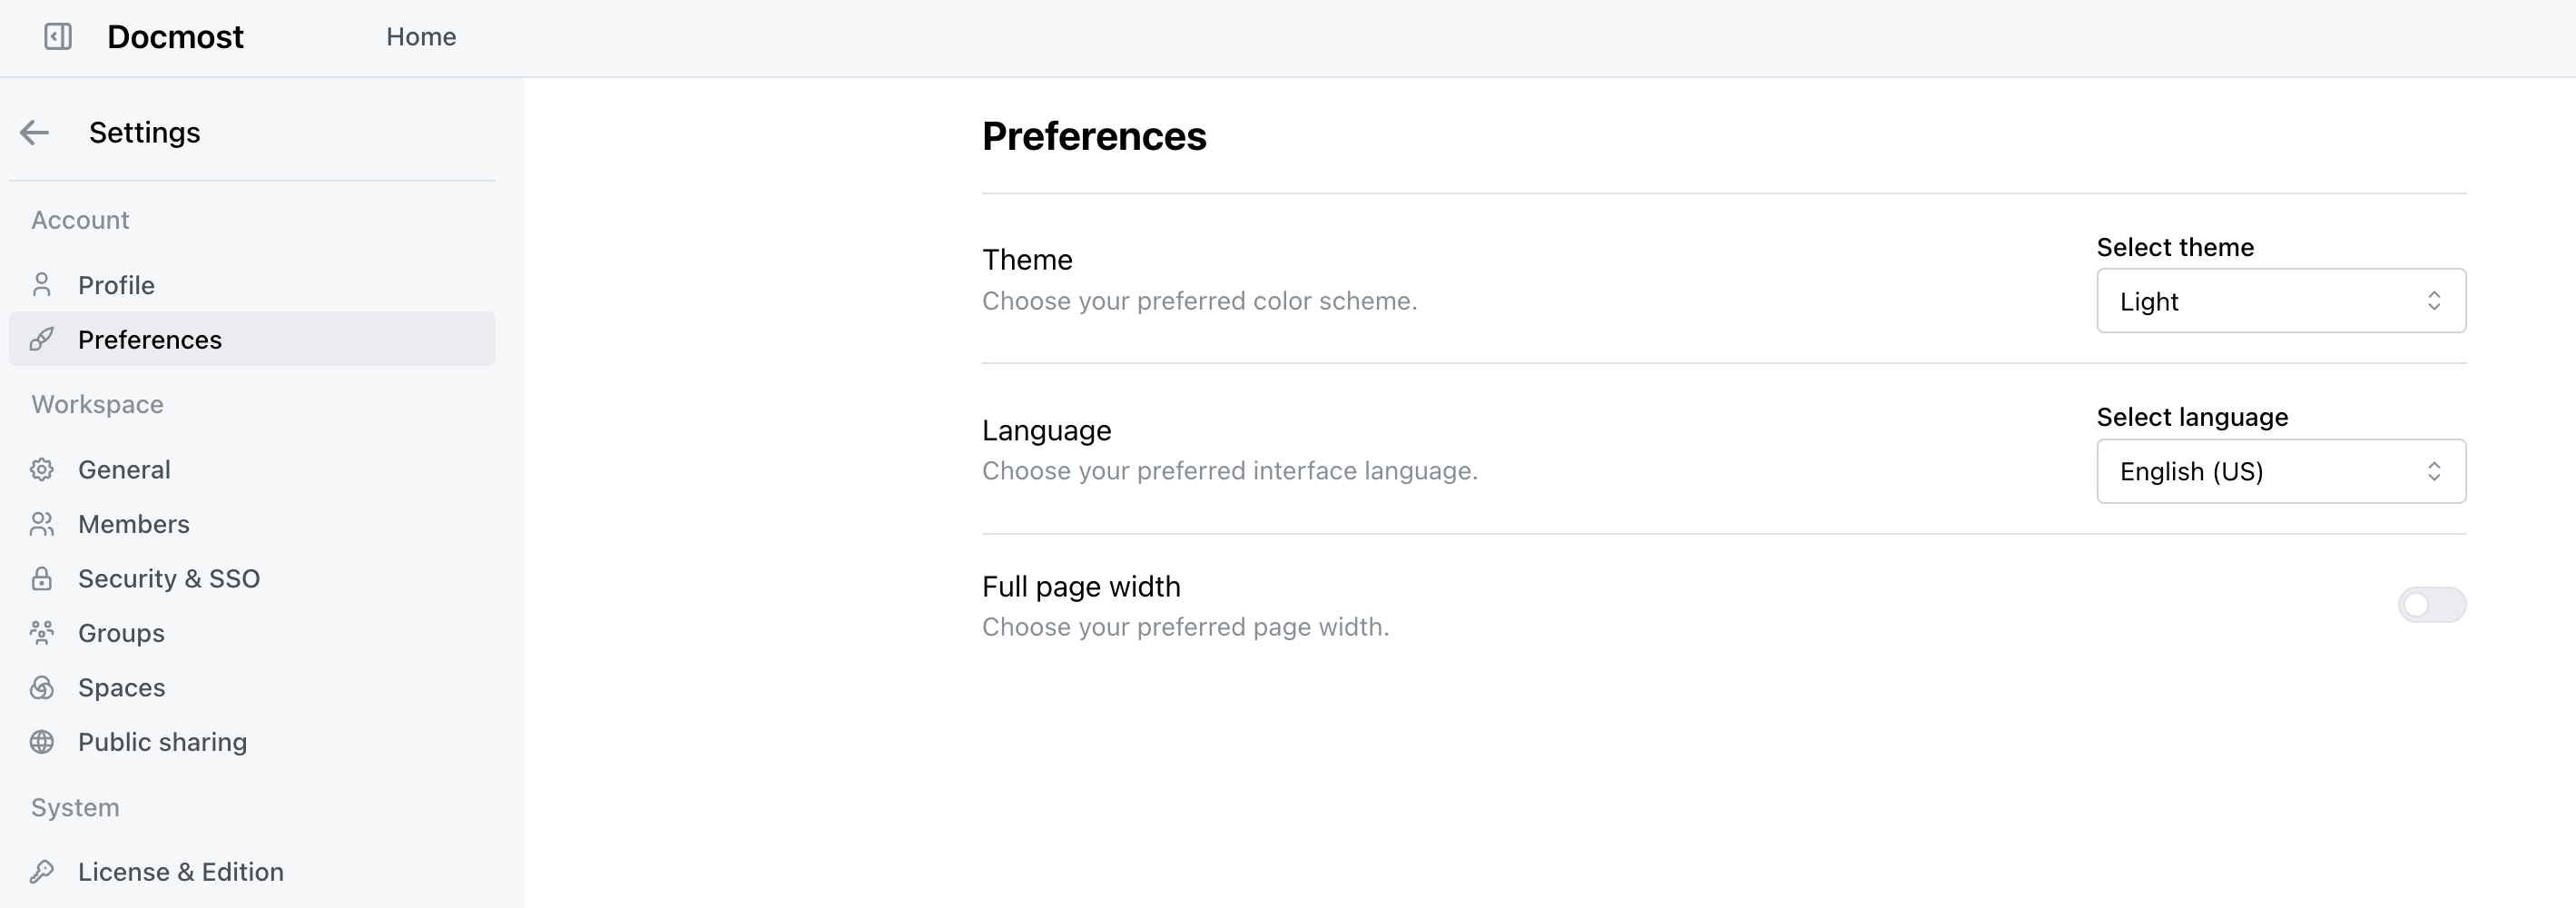 Docmost
Home
Settings
Account
Profile
Preferences
Workspace
General
Members
Security & SSO
Groups
Spaces
Public sharing
System
License & Edition
Preferences
Theme
Choose your preferred color scheme.
Select theme
Light
Language
Choose your preferred interface language.
Select language
English (US)
Full page width
Choose your preferred page width.